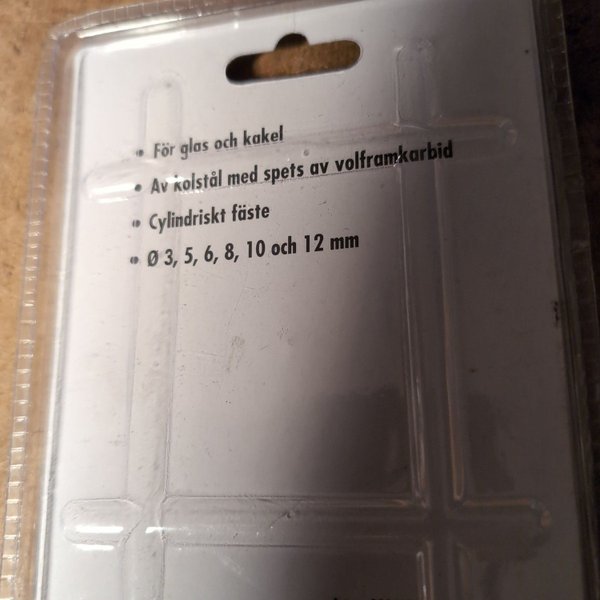 • För glas och kakel
• Av kolstål med spets av volframkarbid
• Cylindriskt fäste
• Ø 3, 5, 6, 8, 10 och 12 mm